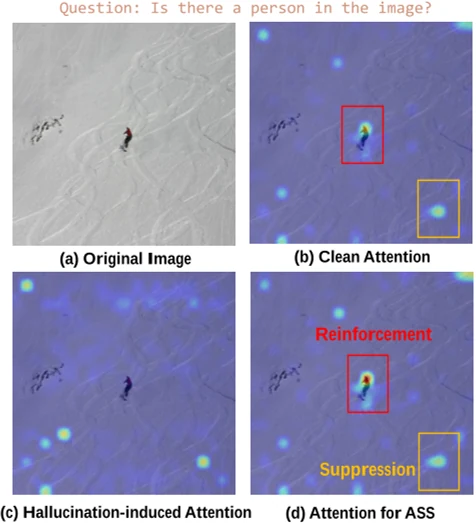 Question: Is there a person in the image?
(a) Original Image
(b) Clean Attention
Reinforcement
Suppression
(c) Hallucination-induced Attention
(d) Attention for ASS